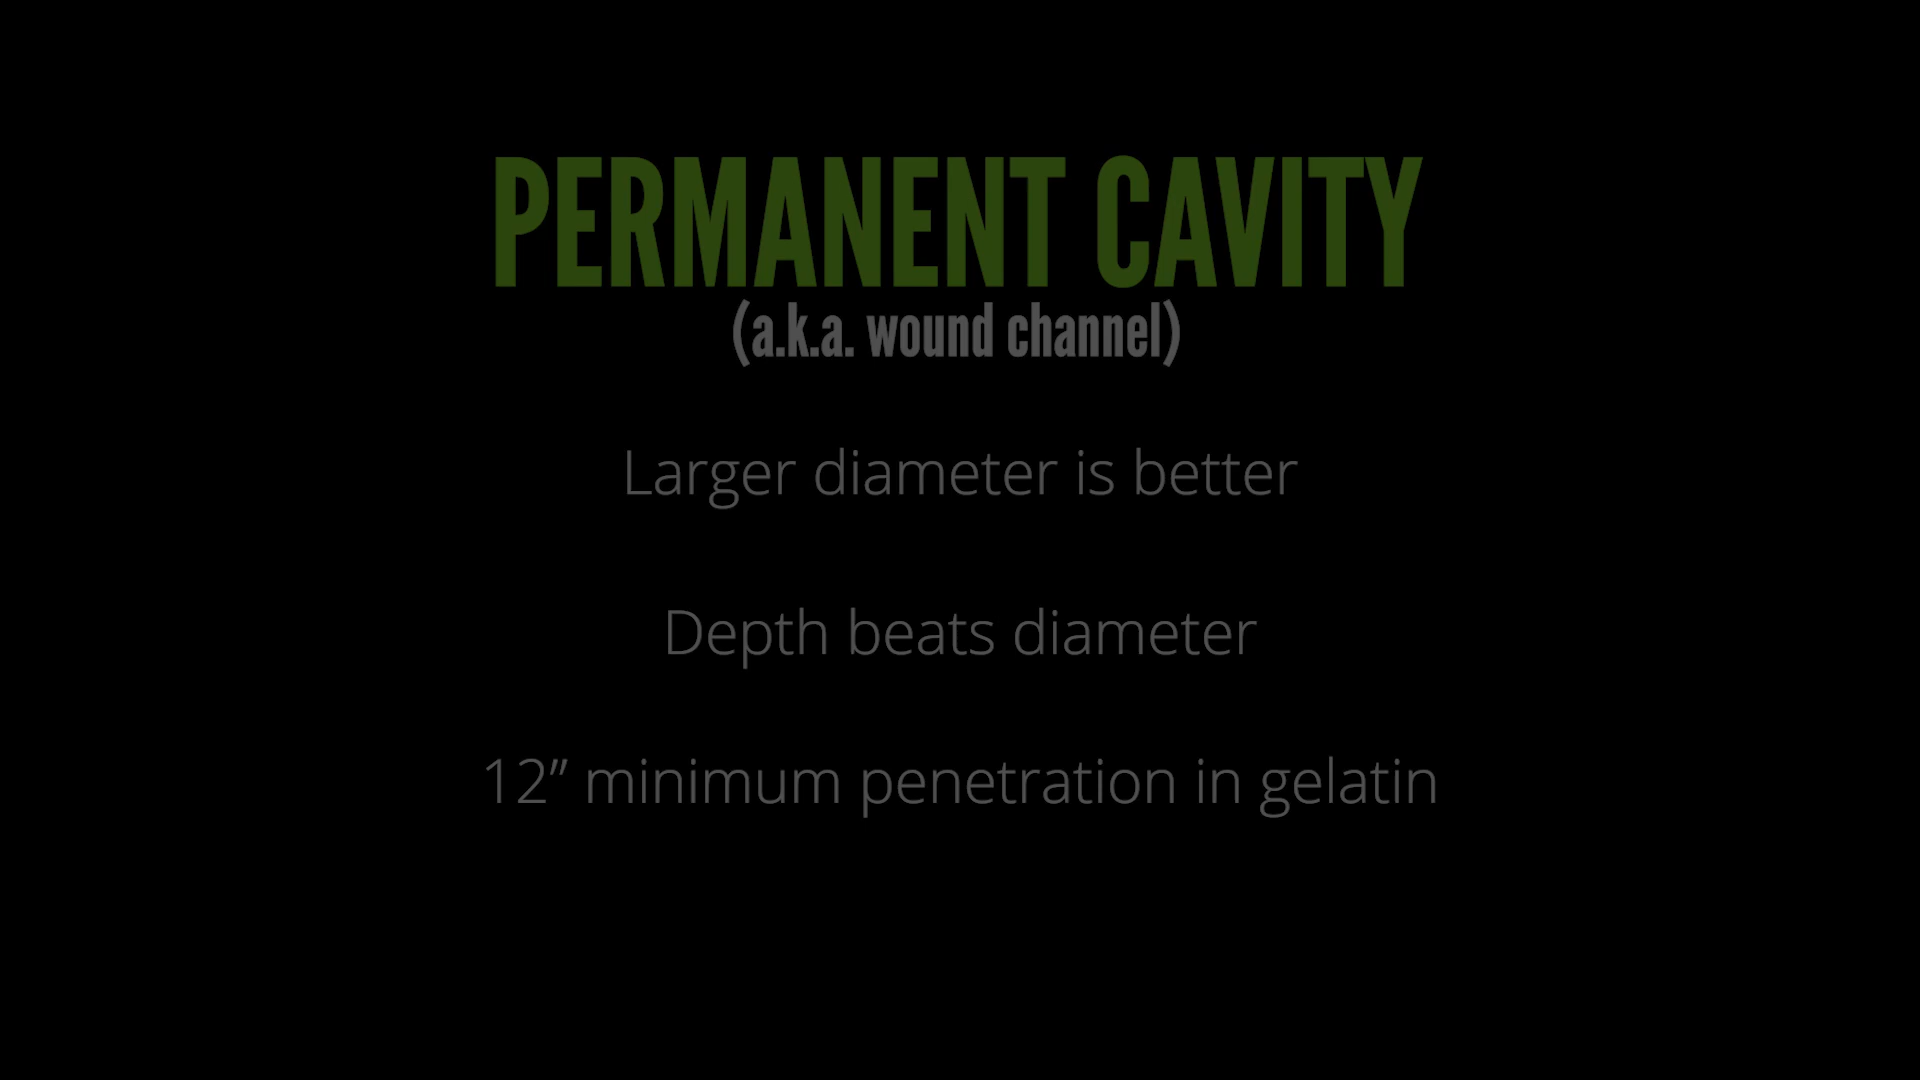 PERMANENT CAVITY
(a.k.a. wound channel)
Larger diameter is better
Depth beats diameter
12” minimum penetration in gelatin